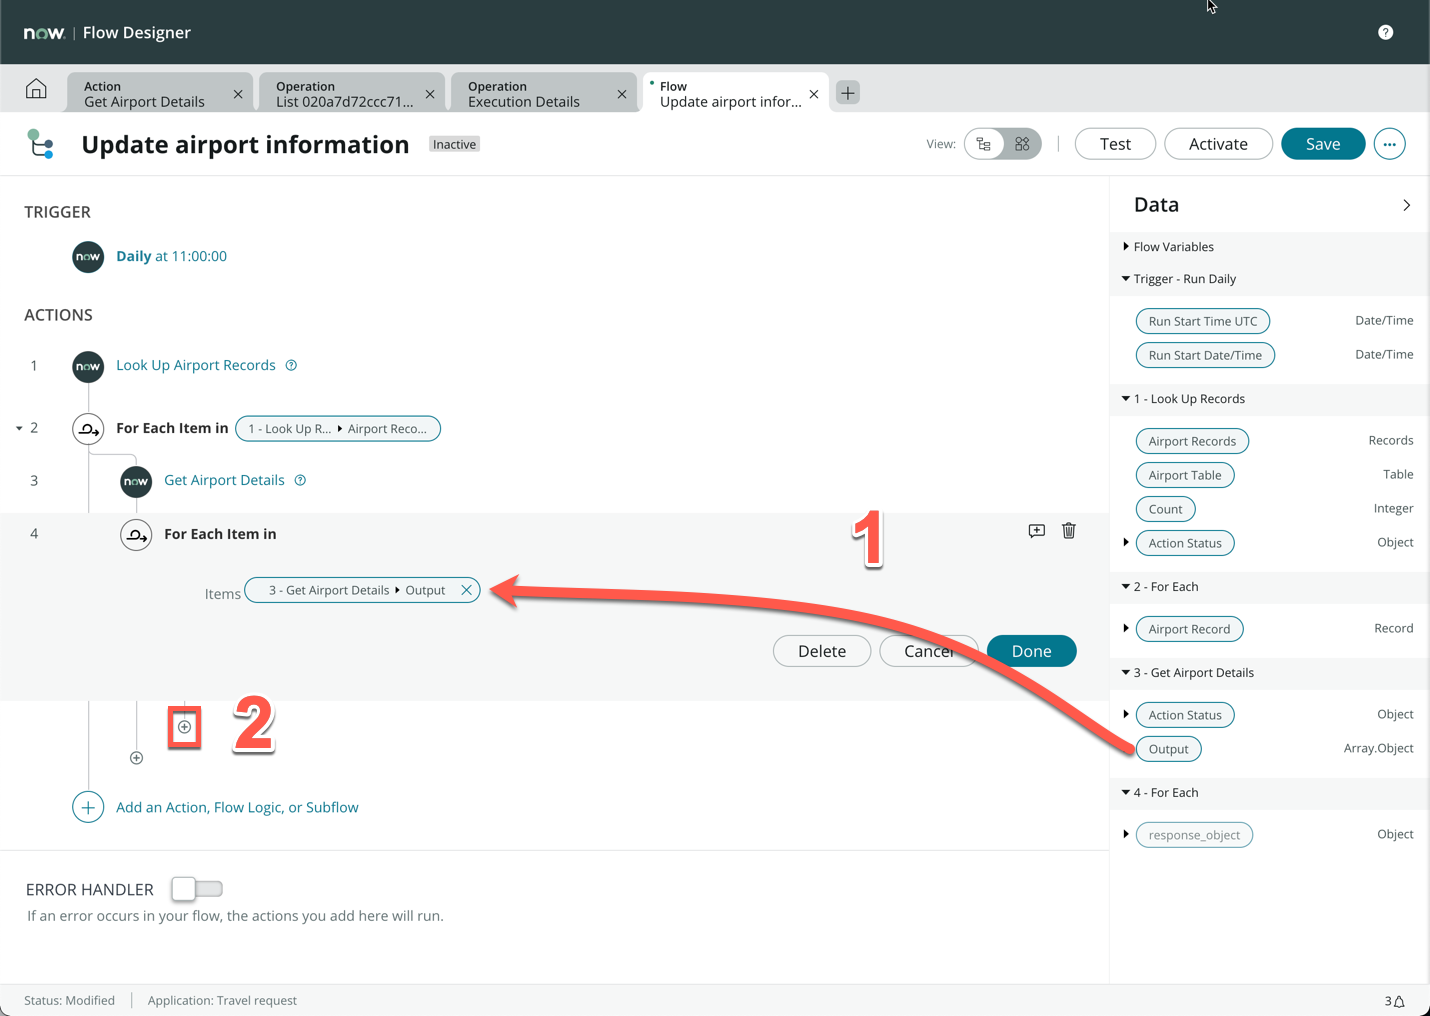 now. | Flow Designer
?
Action
Get Airport Details
Operation
List 020a7d72ccc71...
Operation
Execution Details
Flow
Update airport infor...
Update airport information
Inactive
View:
Test
Activate
Save
...
TRIGGER
now
Daily at 11:00:00
ACTIONS
1
now
Look Up Airport Records
?
2
For Each Item in
1 - Look Up R... ▸ Airport Reco...
3
now
Get Airport Details
?
4
For Each Item in
1
Items
3 - Get Airport Details ▸ Output
Delete
Cancel
Done
2
Add an Action, Flow Logic, or Subflow
ERROR HANDLER
If an error occurs in your flow, the actions you add here will run.
Data
Flow Variables
Trigger - Run Daily
Run Start Time UTC Date/Time
Run Start Date/Time Date/Time
1 - Look Up Records
Airport Records Records
Airport Table Table
Count Integer
Action Status Object
2 - For Each
Airport Record Record
3 - Get Airport Details
Action Status Object
Output Array.Object
4 - For Each
response_object Object
Status: Modified | Application: Travel request
3